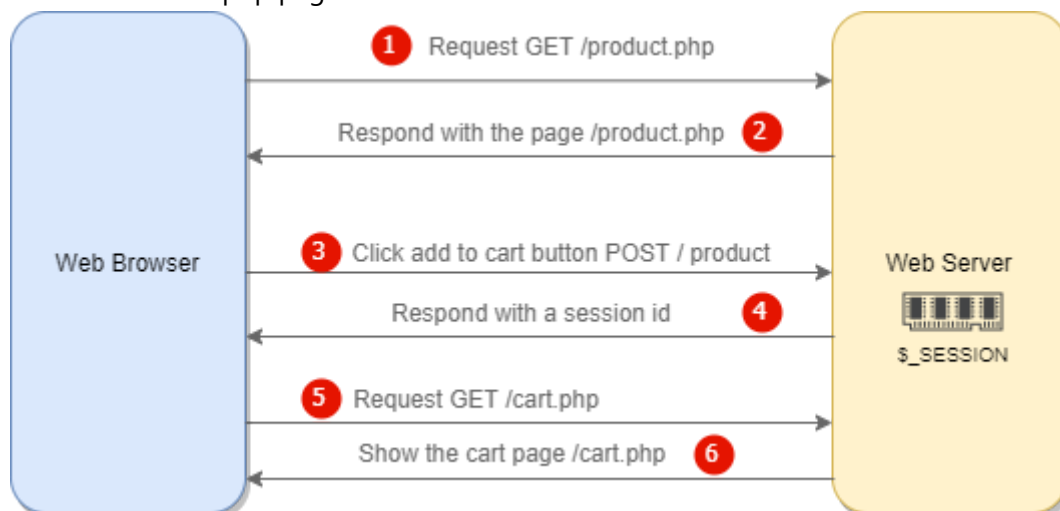 1 Request GET /product.php
Respond with the page /product.php 2
Web Browser
3 Click add to cart button POST / product
Web Server
Respond with a session id 4
$_SESSION
5 Request GET /cart.php
Show the cart page /cart.php 6